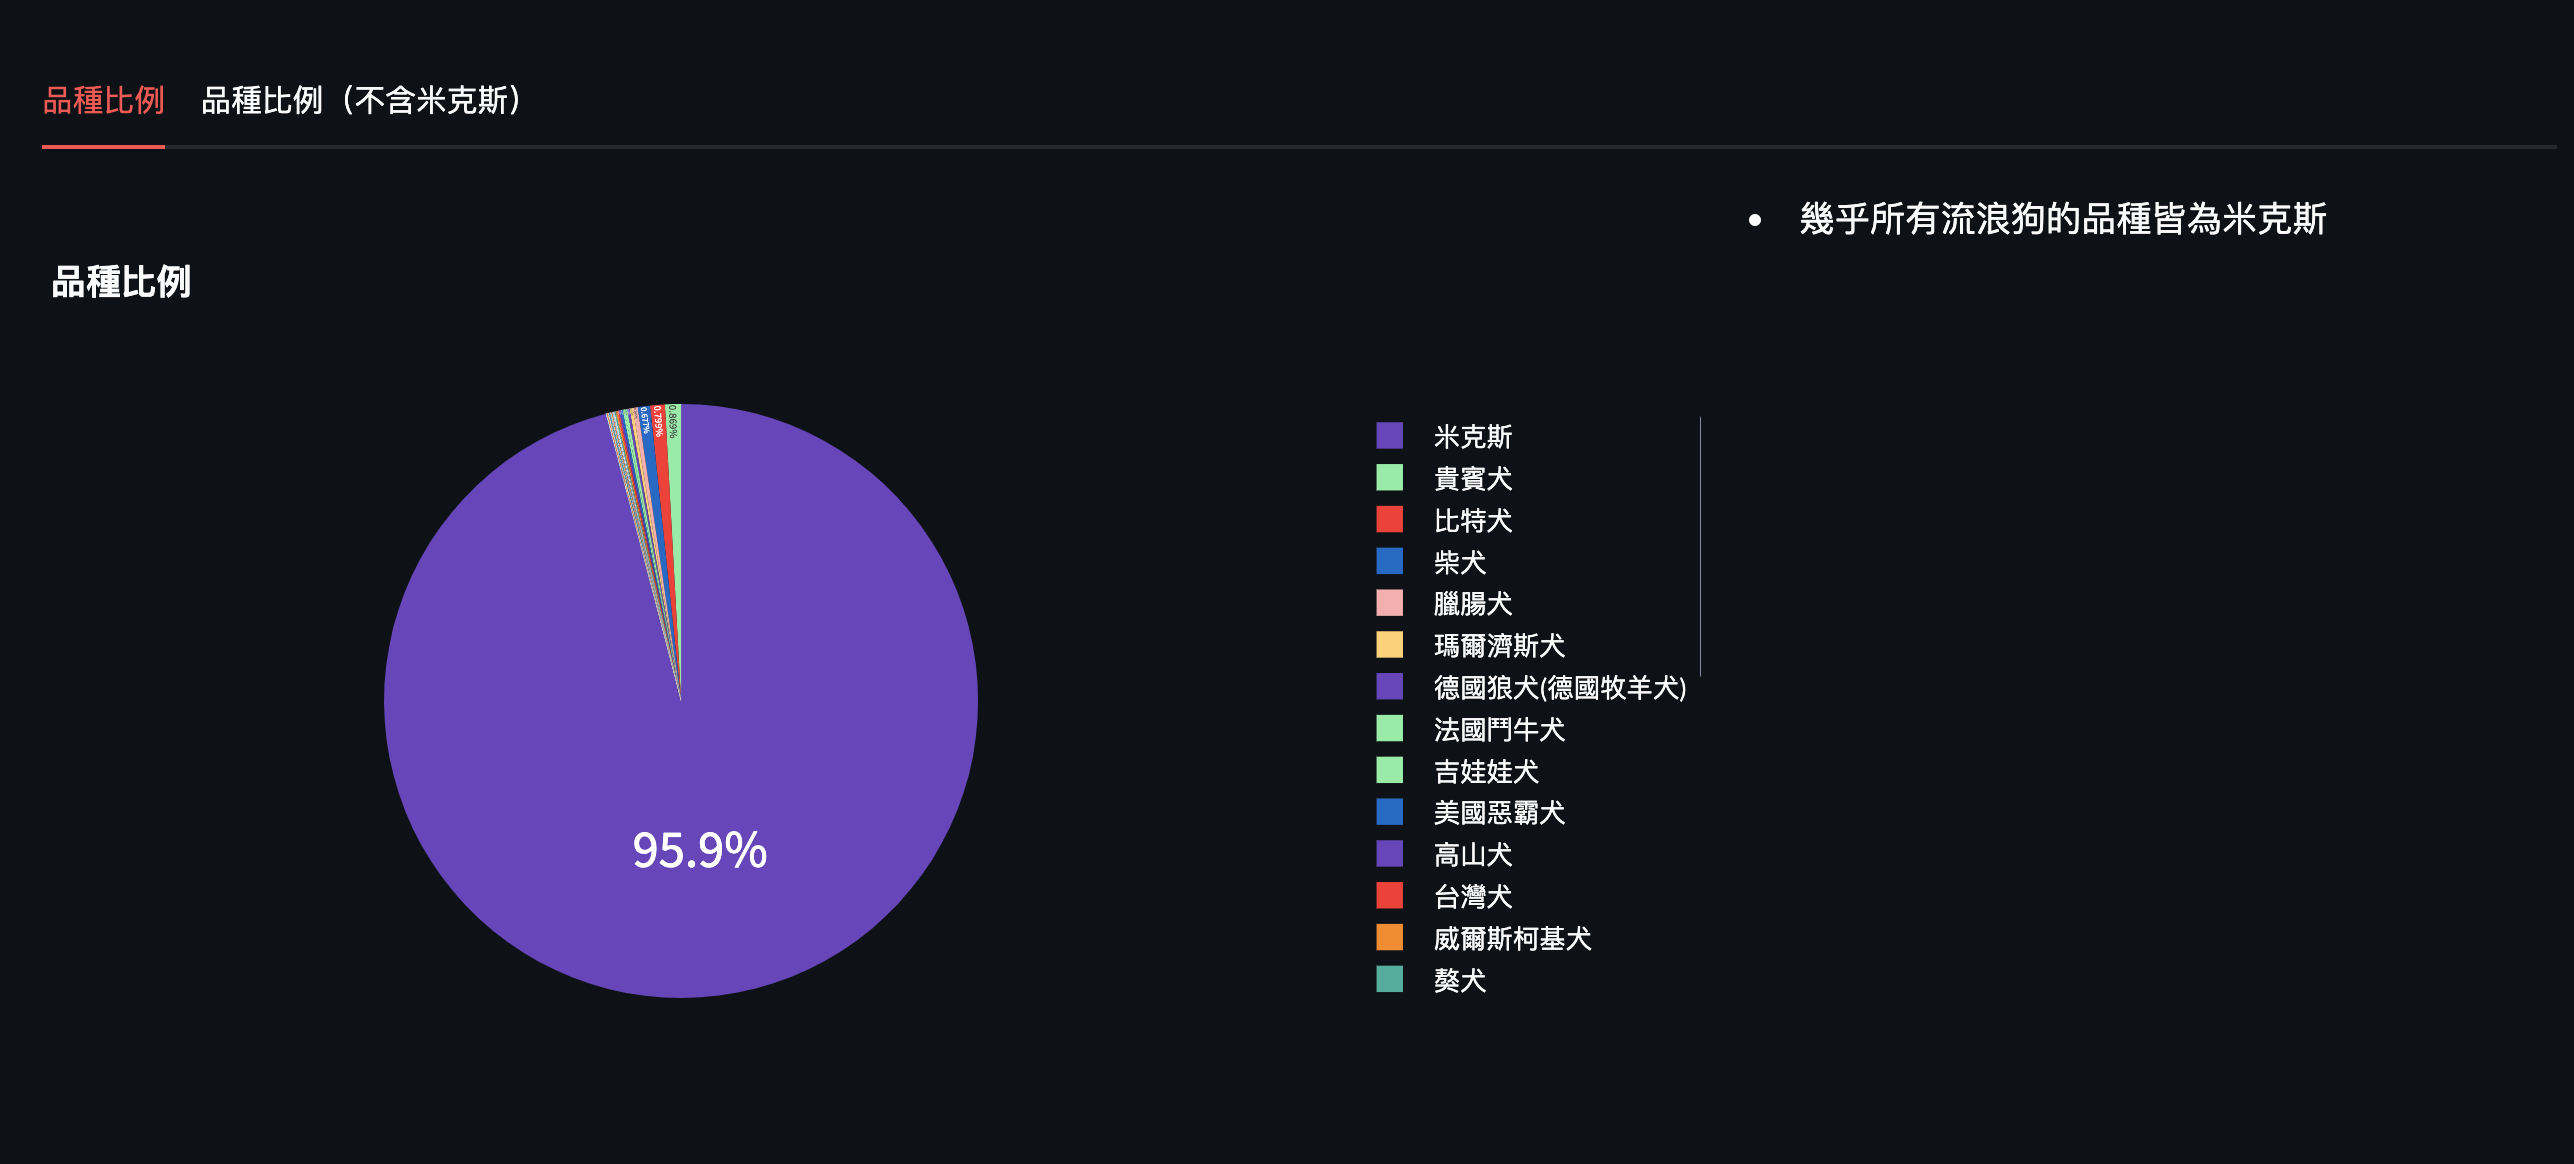 品種比例
品種比例（不含米克斯）
幾乎所有流浪狗的品種皆為米克斯
品種比例
0.677%
0.799%
0.869%
95.9%
米克斯
貴賓犬
比特犬
柴犬
臘腸犬
瑪爾濟斯犬
德國狼犬(德國牧羊犬)
法國鬥牛犬
吉娃娃犬
美國惡霸犬
高山犬
台灣犬
威爾斯柯基犬
獒犬